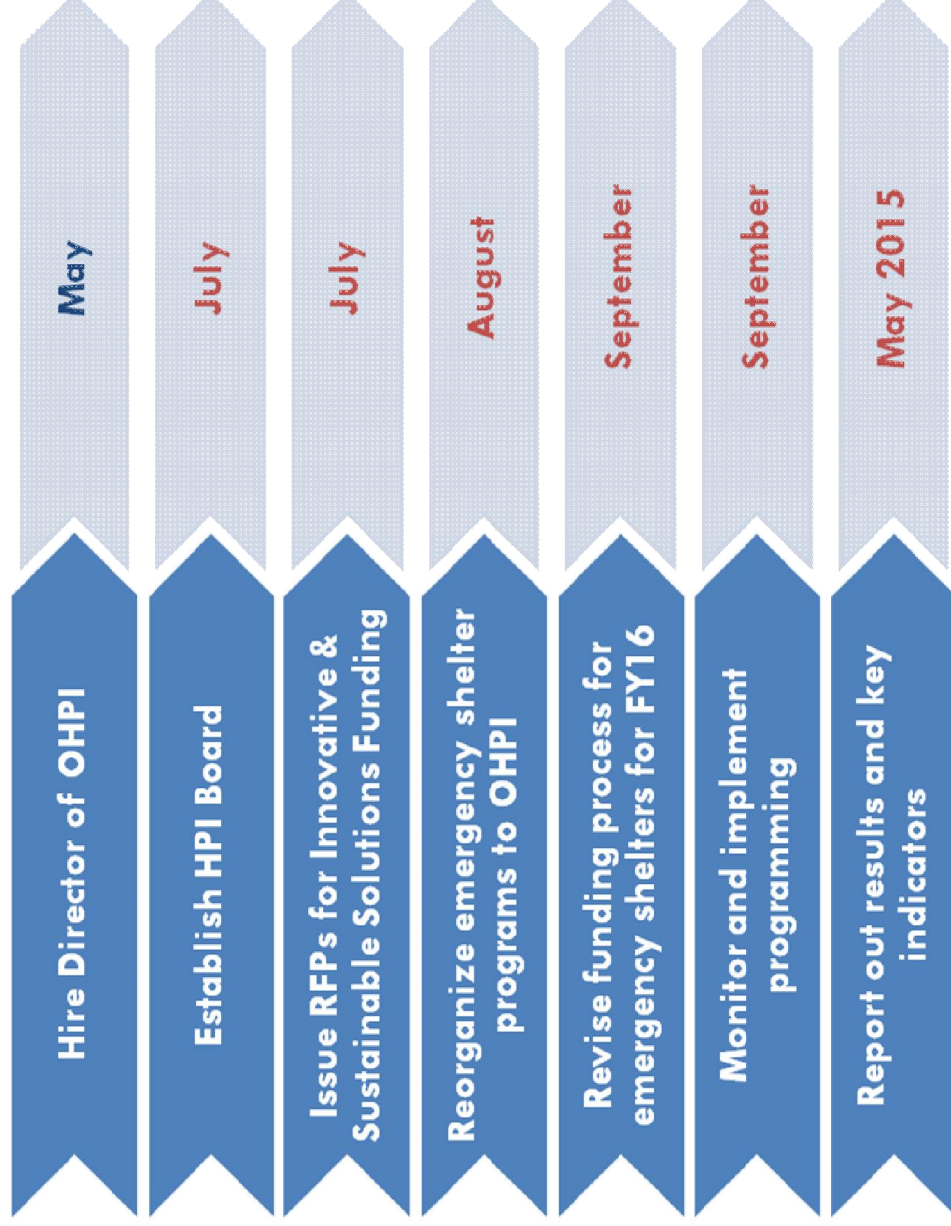 Hire Director of OHPI
May
Establish HPI Board
July
Issue RFPs for Innovative &
Sustainable Solutions Funding
July
Reorganize emergency shelter
programs to OHPI
August
Revise funding process for
emergency shelters for FY16
September
Monitor and implement
programming
September
Report out results and key
indicators
May 2015